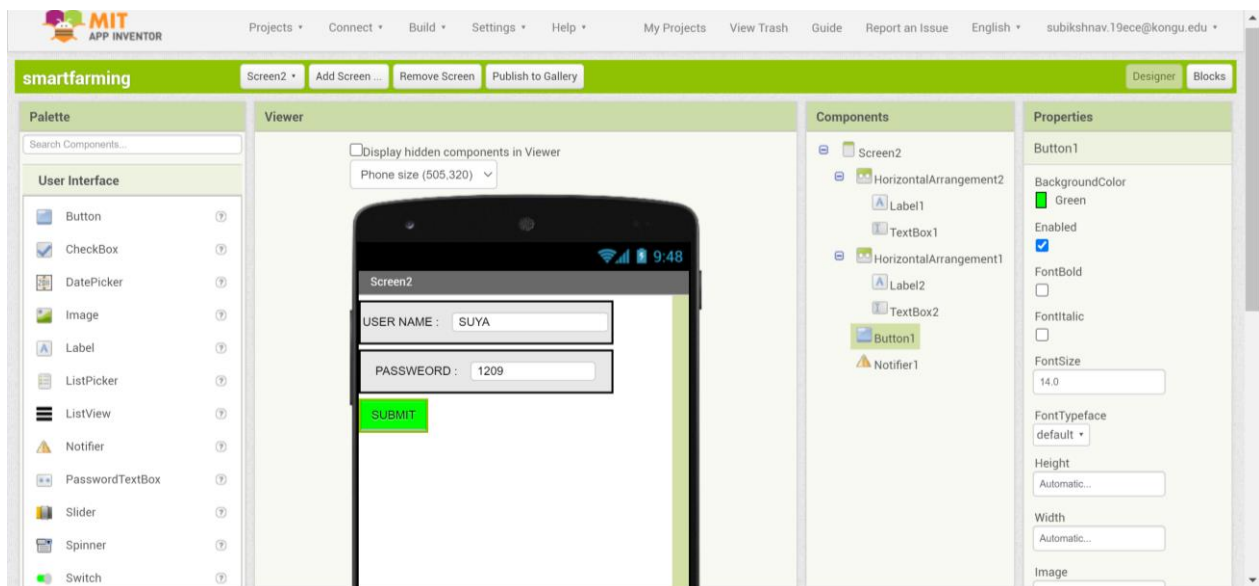 MIT
APP INVENTOR
Projects Connect Build Settings Help My Projects View Trash Guide Report an Issue English subikshnav.19ece@kongu.edu
smartfarming
Screen2 Add Screen ... Remove Screen Publish to Gallery Designer Blocks
Palette
Search Components...
User Interface
Button
CheckBox
DatePicker
Image
Label
ListPicker
ListView
Notifier
PasswordTextBox
Slider
Spinner
Switch
Viewer
Display hidden components in Viewer
Phone size (505,320)
9:48
Screen2
USER NAME : SUYA
PASSWEORD : 1209
SUBMIT
Components
Screen2
HorizontalArrangement2
Label1
TextBox1
HorizontalArrangement1
Label2
TextBox2
Button1
Notifier1
Properties
Button1
BackgroundColor
Green
Enabled
FontBold
FontItalic
FontSize
14.0
FontTypeface
default
Height
Automatic...
Width
Automatic...
Image